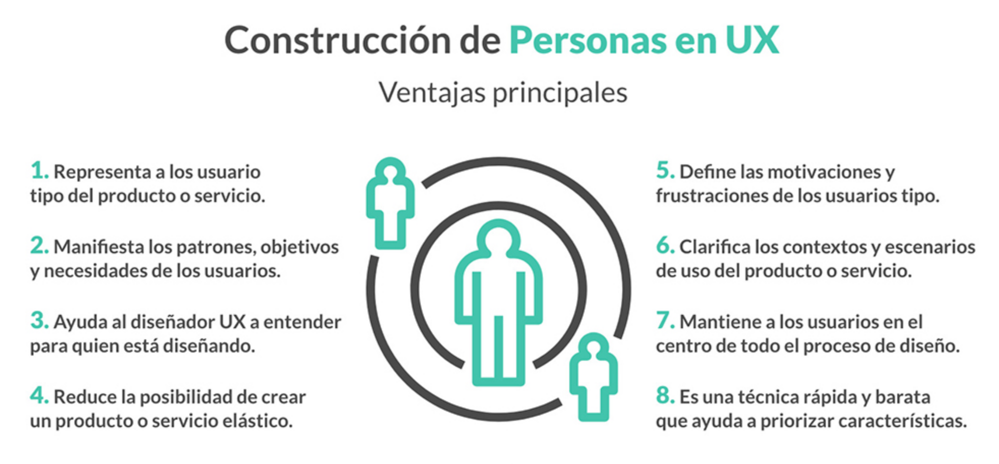 Construcción de Personas en UX
Ventajas principales
1. Representa a los usuario
tipo del producto o servicio.
2. Manifiesta los patrones, objetivos
y necesidades de los usuarios.
3. Ayuda al diseñador UX a entender
para quien está diseñando.
4. Reduce la posibilidad de crear
un producto o servicio elástico.
5. Define las motivaciones y
frustraciones de los usuarios tipo.
6. Clarifica los contextos y escenarios
de uso del producto o servicio.
7. Mantiene a los usuarios en el
centro de todo el proceso de diseño.
8. Es una técnica rápida y barata
que ayuda a priorizar características.